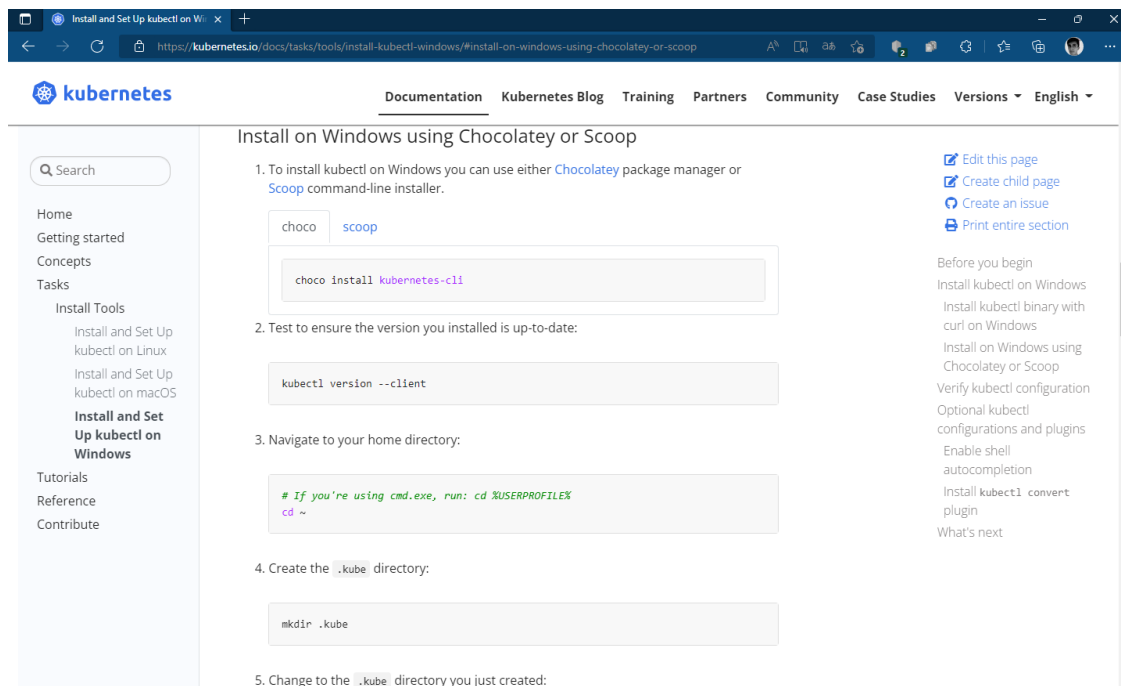 Install and Set Up kubectl on Wi
https://kubernetes.io/docs/tasks/tools/install-kubectl-windows/#install-on-windows-using-chocolatey-or-scoop
2
kubernetes
Documentation Kubernetes Blog Training Partners Community Case Studies Versions English
Search
Home
Getting started
Concepts
Tasks
Install Tools
Install and Set Up
kubectl on Linux
Install and Set Up
kubectl on macOS
Install and Set
Up kubectl on
Windows
Tutorials
Reference
Contribute
Install on Windows using Chocolatey or Scoop
1. To install kubectl on Windows you can use either Chocolatey package manager or
Scoop command-line installer.
choco scoop
choco install kubernetes-cli
2. Test to ensure the version you installed is up-to-date:
kubectl version --client
3. Navigate to your home directory:
# If you're using cmd.exe, run: cd %USERPROFILE%
cd ~
4. Create the .kube directory:
mkdir .kube
5. Change to the .kube directory you just created:
Edit this page
Create child page
Create an issue
Print entire section
Before you begin
Install kubectl on Windows
Install kubectl binary with
curl on Windows
Install on Windows using
Chocolatey or Scoop
Verify kubectl configuration
Optional kubectl
configurations and plugins
Enable shell
autocompletion
Install kubectl convert
plugin
What's next